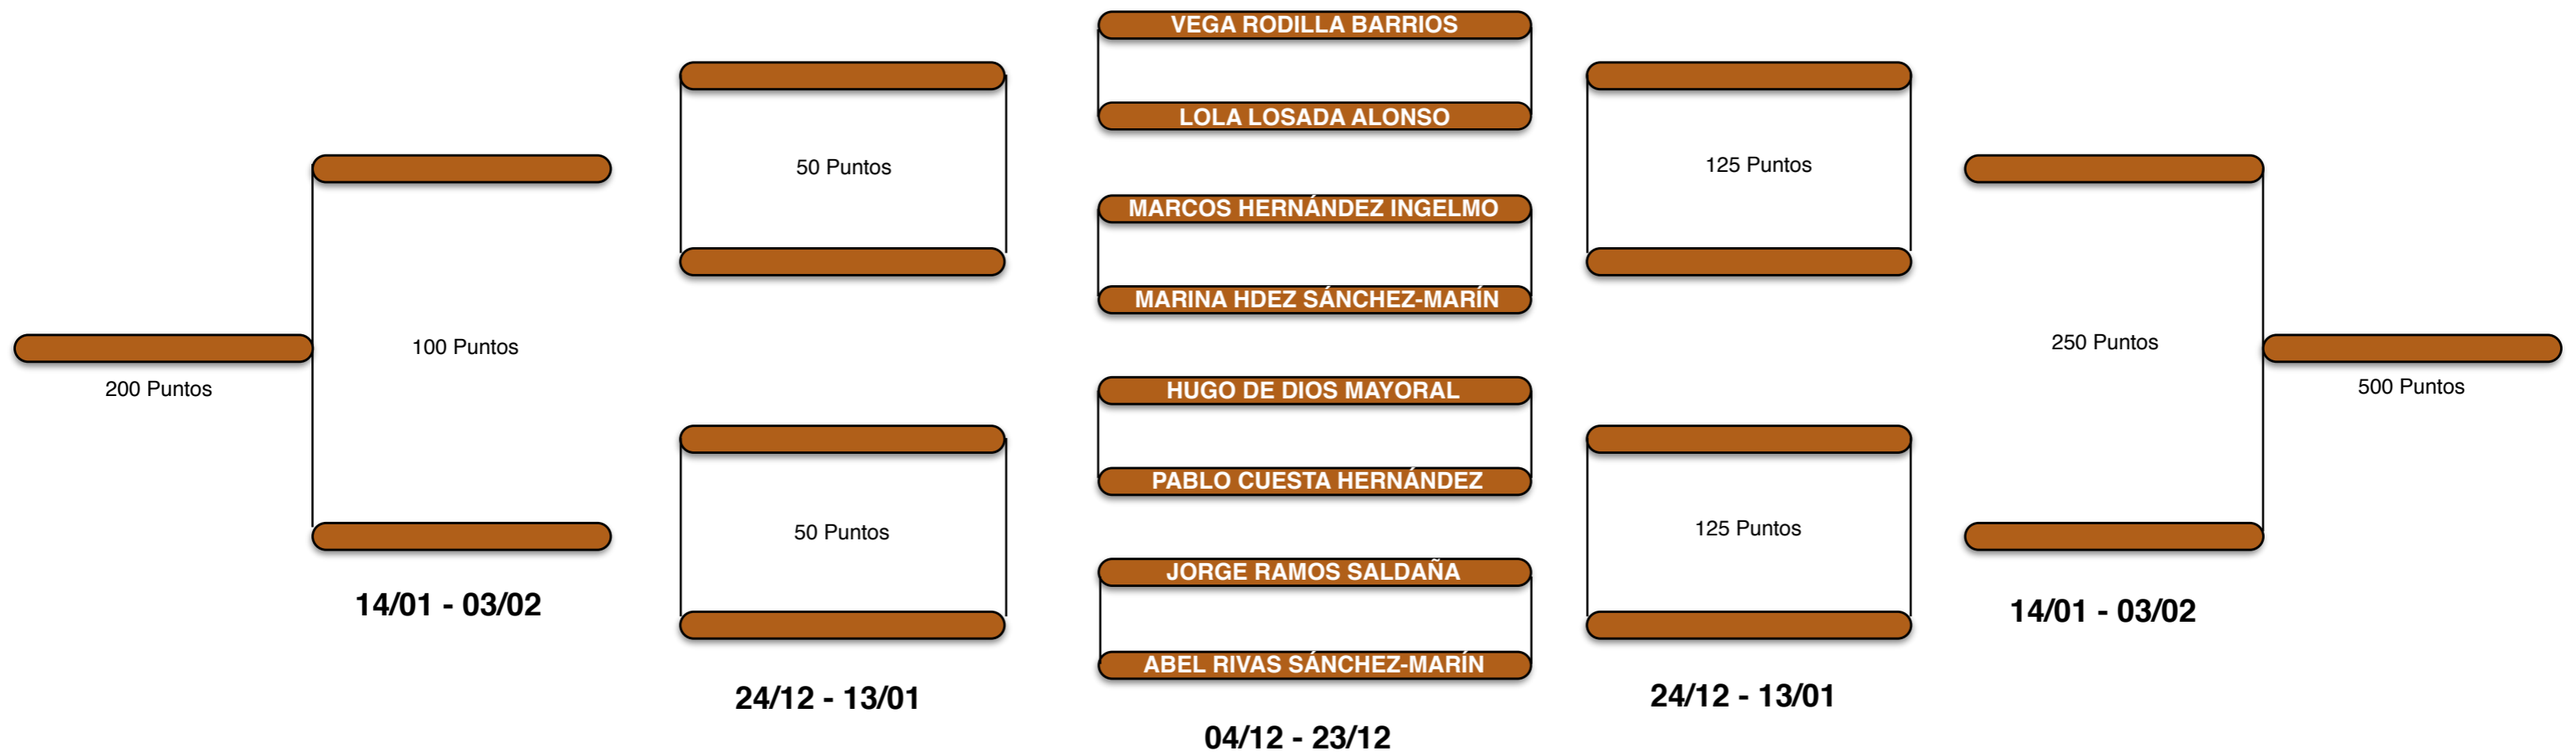 VEGA RODILLA BARRIOS
LOLA LOSADA ALONSO
50 Puntos
125 Puntos
MARCOS HERNÁNDEZ INGELMO
MARINA HDEZ SÁNCHEZ-MARÍN
100 Puntos
250 Puntos
200 Puntos
500 Puntos
HUGO DE DIOS MAYORAL
PABLO CUESTA HERNÁNDEZ
50 Puntos
125 Puntos
JORGE RAMOS SALDAÑA
14/01 - 03/02
14/01 - 03/02
ABEL RIVAS SÁNCHEZ-MARÍN
24/12 - 13/01
24/12 - 13/01
04/12 - 23/12